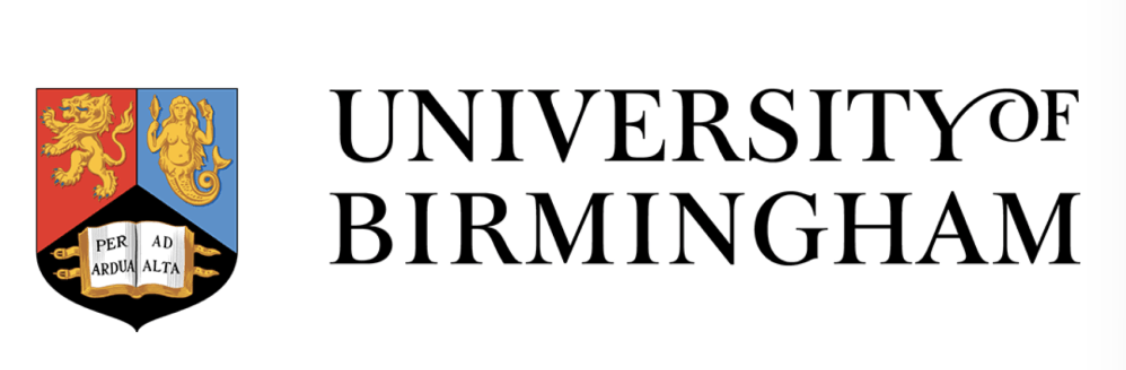 PER AD
ARDUA ALTA
UNIVERSITY OF
BIRMINGHAM